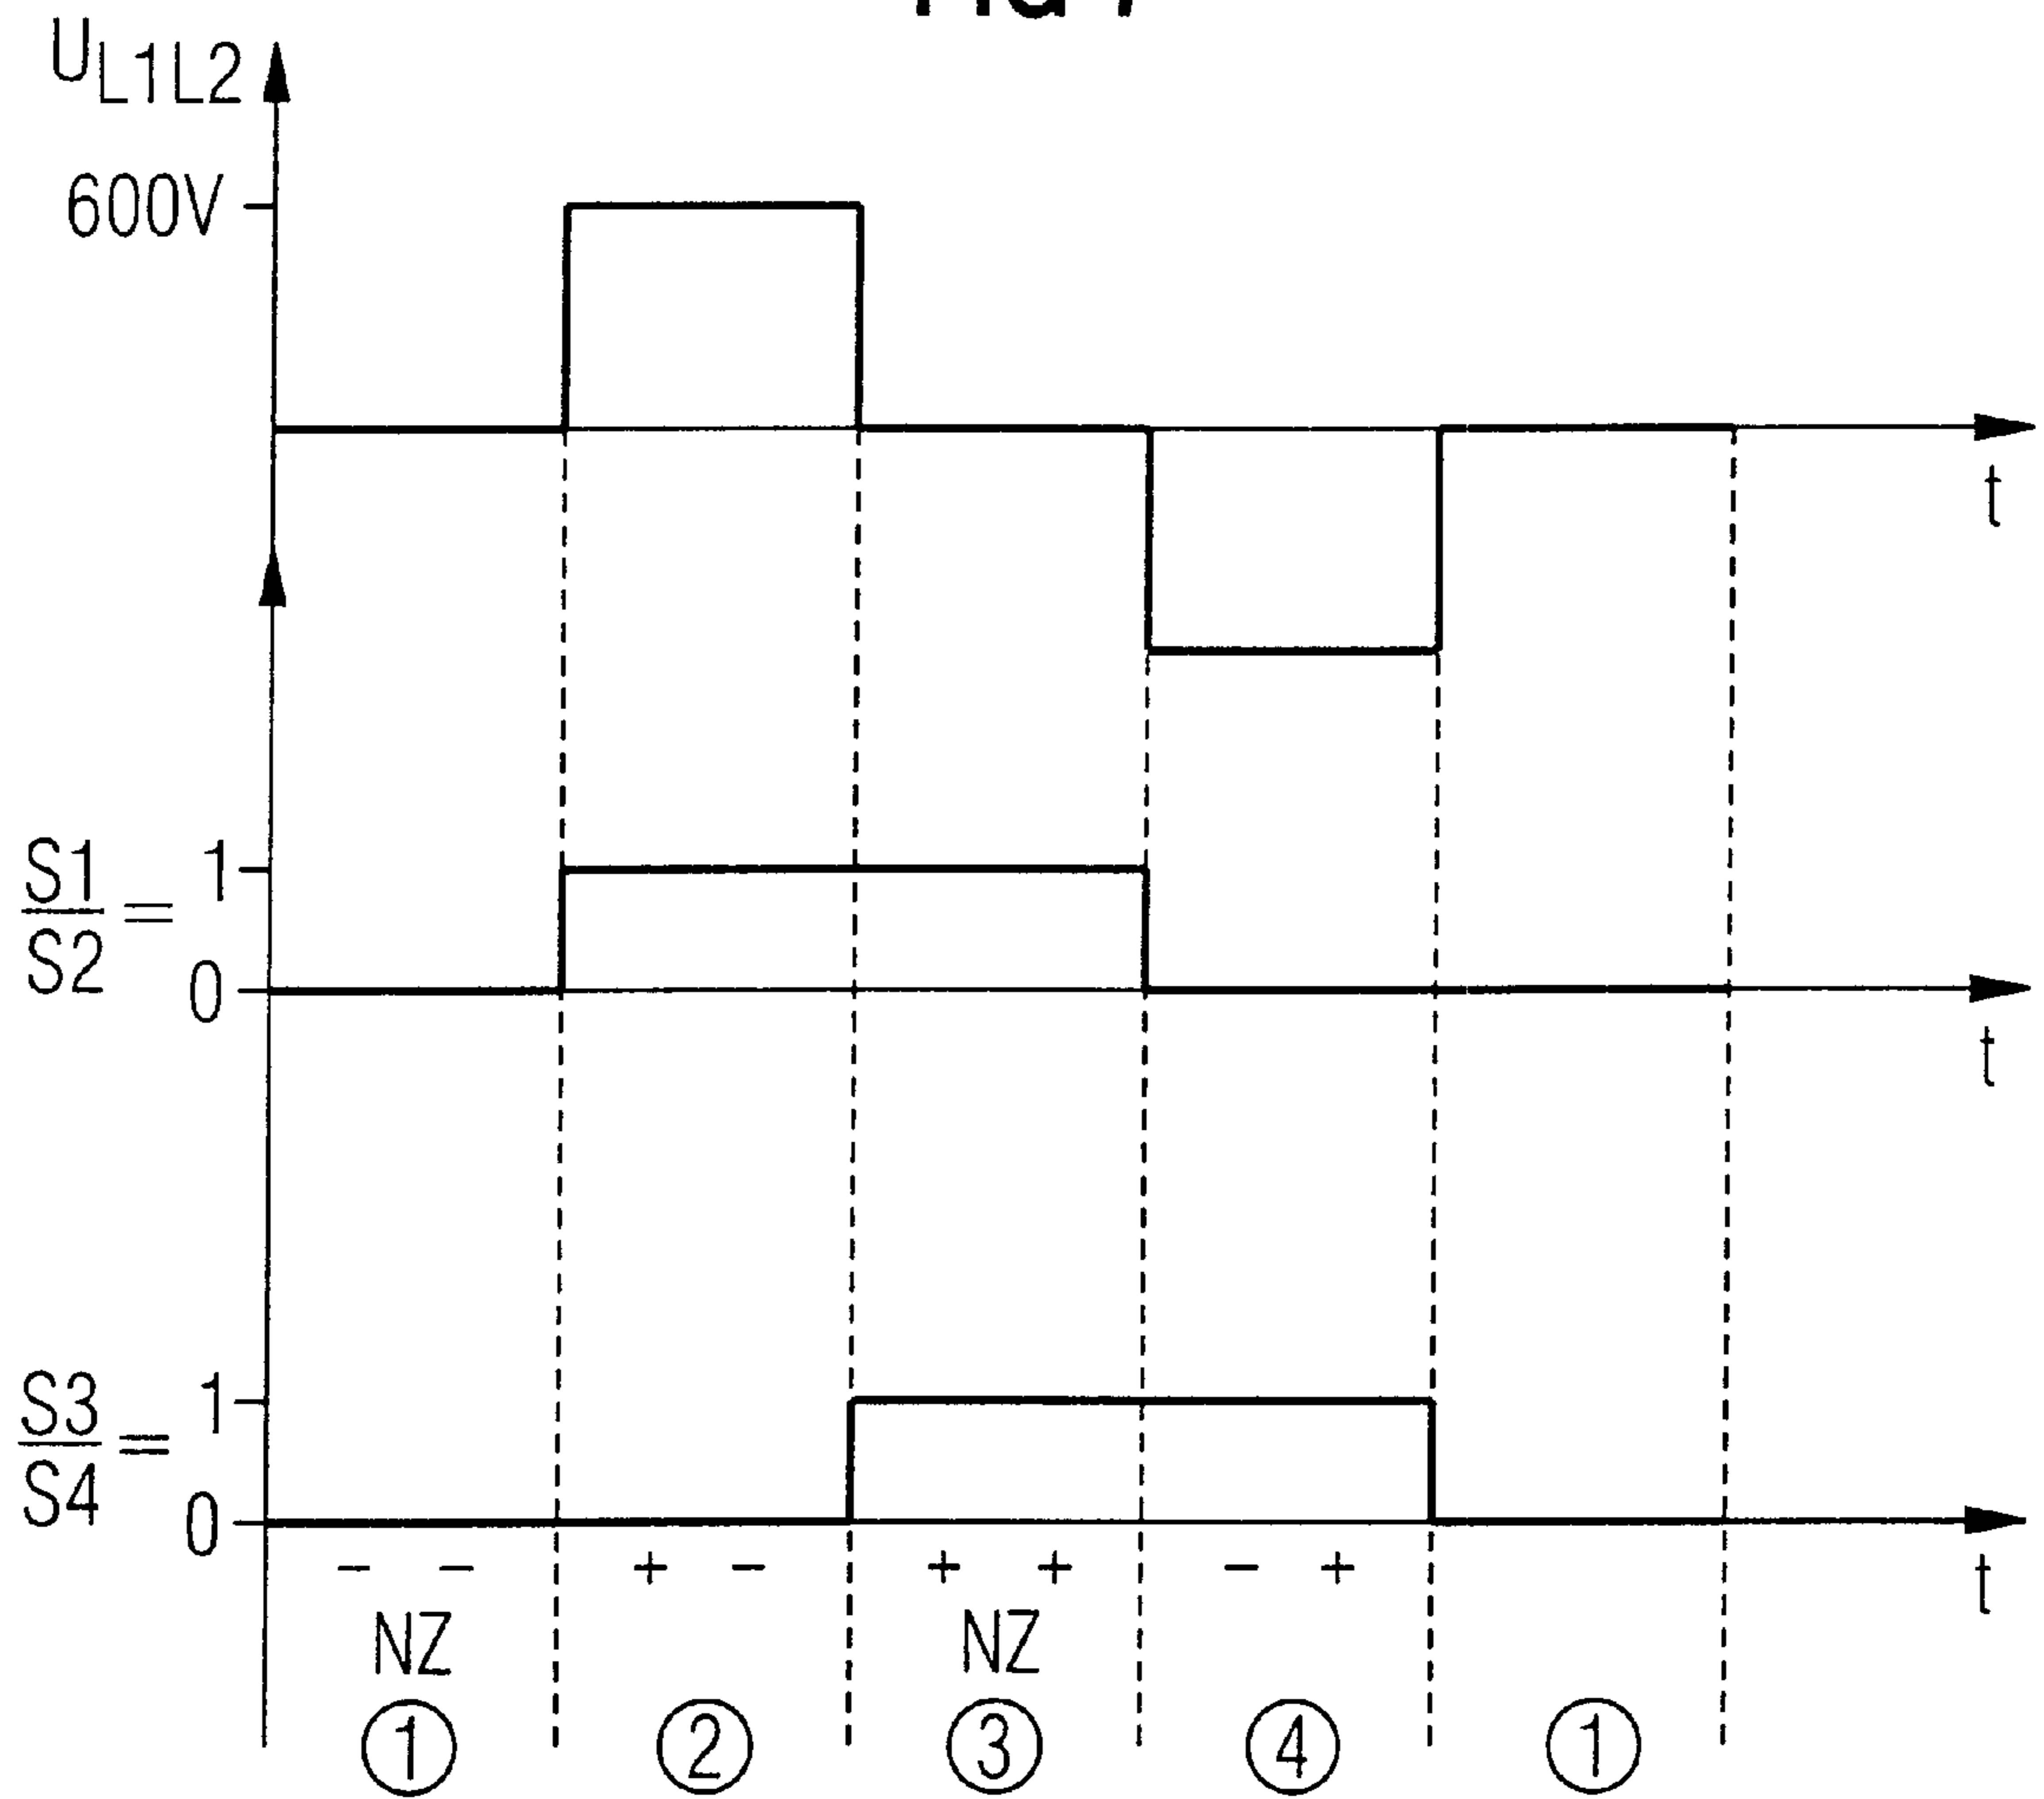 U_L1L2
600V
t
S1/S2 = 1
0
t
S3/S4 = 1
0
t
- - + - + + - +
NZ NZ
① ② ③ ④ ①